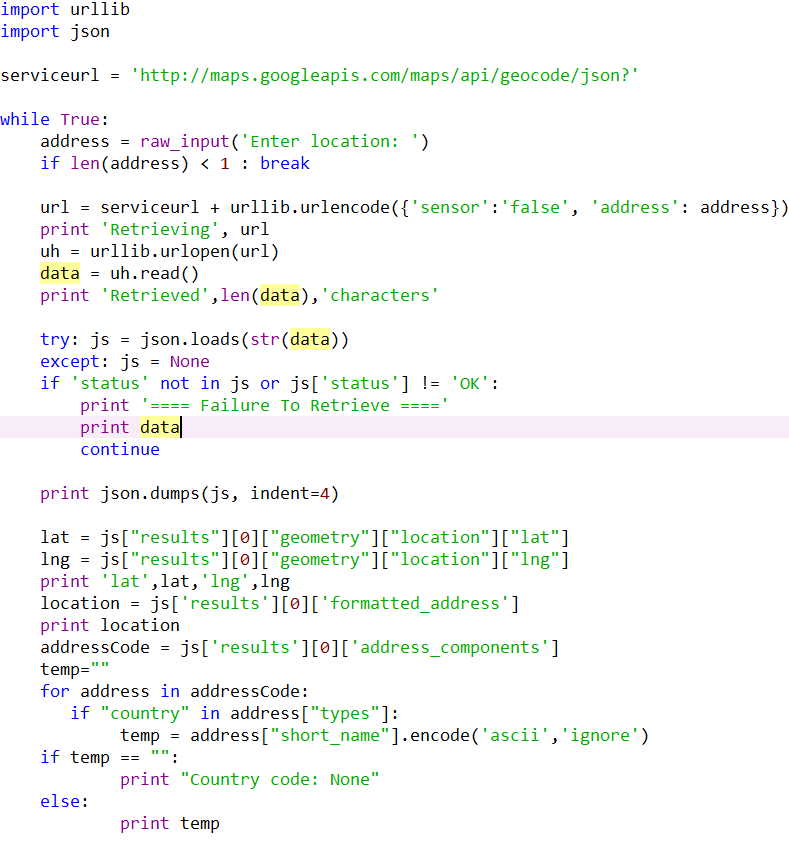 import urllib
import json

serviceurl = 'http://maps.googleapis.com/maps/api/geocode/json?'

while True:
    address = raw_input('Enter location: ')
    if len(address) < 1 : break

    url = serviceurl + urllib.urlencode({'sensor':'false', 'address': address})
    print 'Retrieving', url
    uh = urllib.urlopen(url)
    data = uh.read()
    print 'Retrieved',len(data),'characters'

    try: js = json.loads(str(data))
    except: js = None
    if 'status' not in js or js['status'] != 'OK':
        print '==== Failure To Retrieve ===='
        print data
        continue

    print json.dumps(js, indent=4)

    lat = js["results"][0]["geometry"]["location"]["lat"]
    lng = js["results"][0]["geometry"]["location"]["lng"]
    print 'lat',lat,'lng',lng
    location = js['results'][0]['formatted_address']
    print location
    addressCode = js['results'][0]['address_components']
    temp=""
    for address in addressCode:
       if "country" in address["types"]:
            temp = address["short_name"].encode('ascii','ignore')
    if temp == "":
            print "Country code: None"
    else:
            print temp